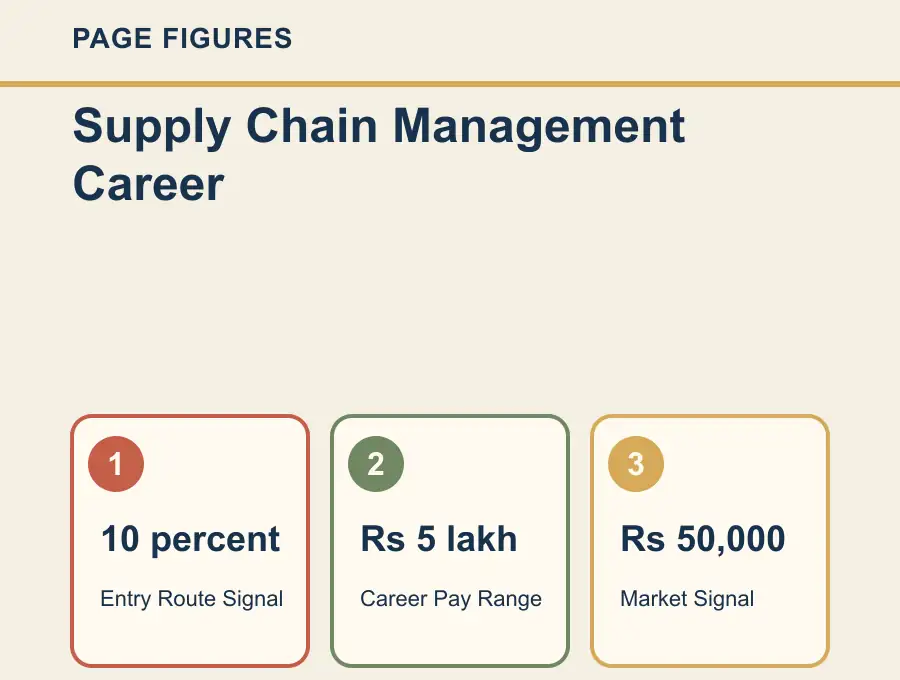 PAGE FIGURES
Supply Chain Management
Career
1
10 percent
Entry Route Signal
2
Rs 5 lakh
Career Pay Range
3
Rs 50,000
Market Signal